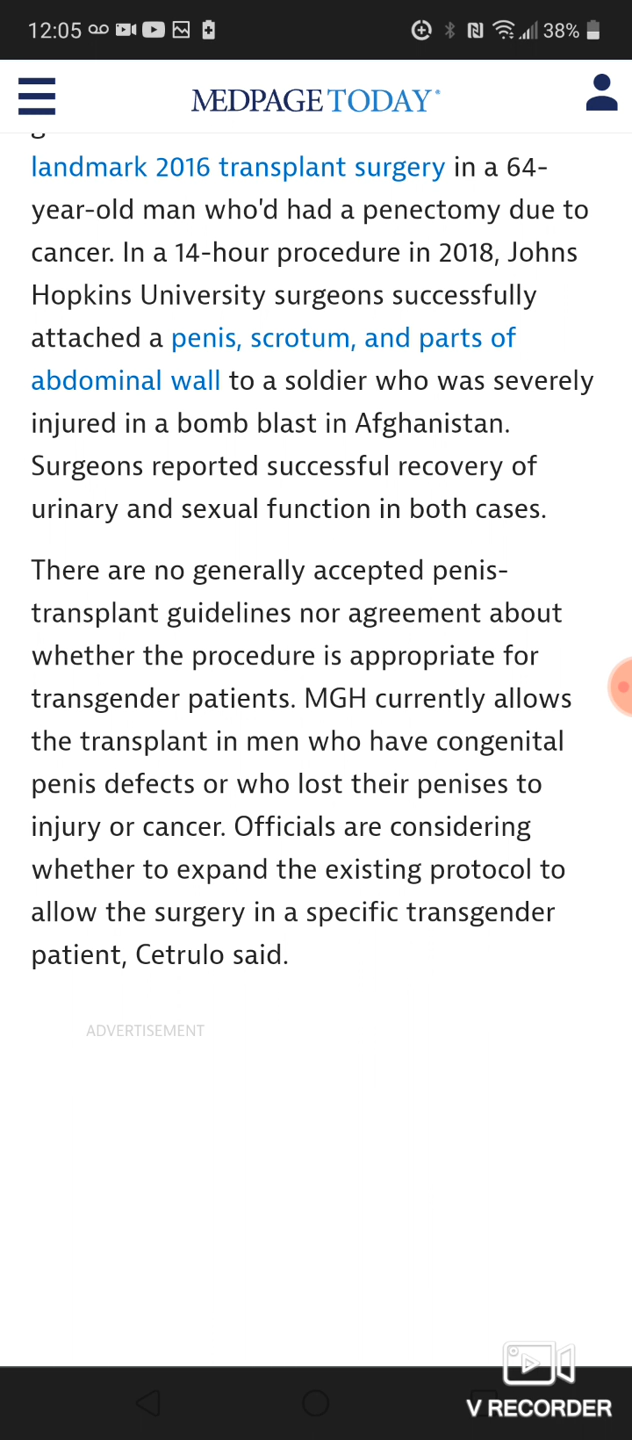 12:05
38%
MEDPAGE TODAY
landmark 2016 transplant surgery in a 64-
year-old man who'd had a penectomy due to
cancer. In a 14-hour procedure in 2018, Johns
Hopkins University surgeons successfully
attached a penis, scrotum, and parts of
abdominal wall to a soldier who was severely
injured in a bomb blast in Afghanistan.
Surgeons reported successful recovery of
urinary and sexual function in both cases.
There are no generally accepted penis-
transplant guidelines nor agreement about
whether the procedure is appropriate for
transgender patients. MGH currently allows
the transplant in men who have congenital
penis defects or who lost their penises to
injury or cancer. Officials are considering
whether to expand the existing protocol to
allow the surgery in a specific transgender
patient, Cetrulo said.
ADVERTISEMENT
V RECORDER